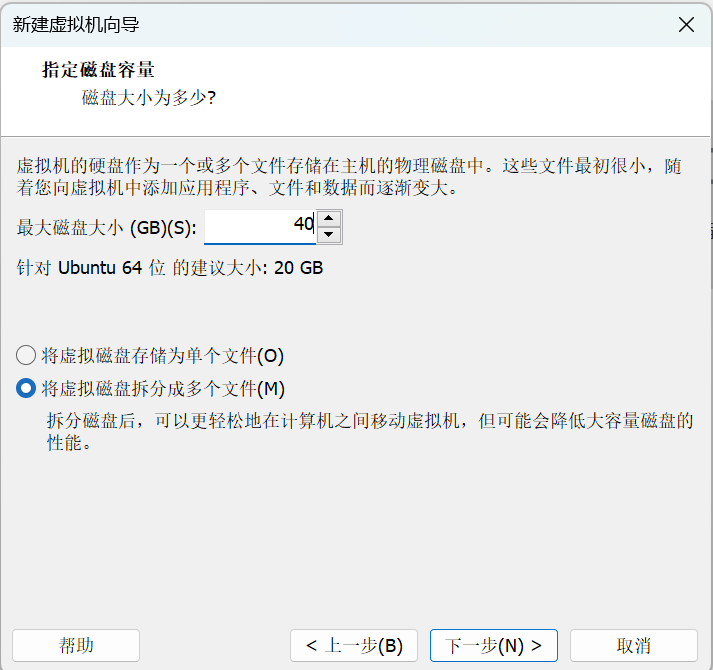 新建虚拟机向导
指定磁盘容量
磁盘大小为多少?
虚拟机的硬盘作为一个或多个文件存储在主机的物理磁盘中。这些文件最初很小，随
着您向虚拟机中添加应用程序、文件和数据而逐渐变大。
最大磁盘大小 (GB)(S): 40
针对 Ubuntu 64 位 的建议大小: 20 GB
将虚拟磁盘存储为单个文件(O)
将虚拟磁盘拆分成多个文件(M)
拆分磁盘后，可以更轻松地在计算机之间移动虚拟机，但可能会降低大容量磁盘的
性能。
帮助 < 上一步(B) 下一步(N) > 取消